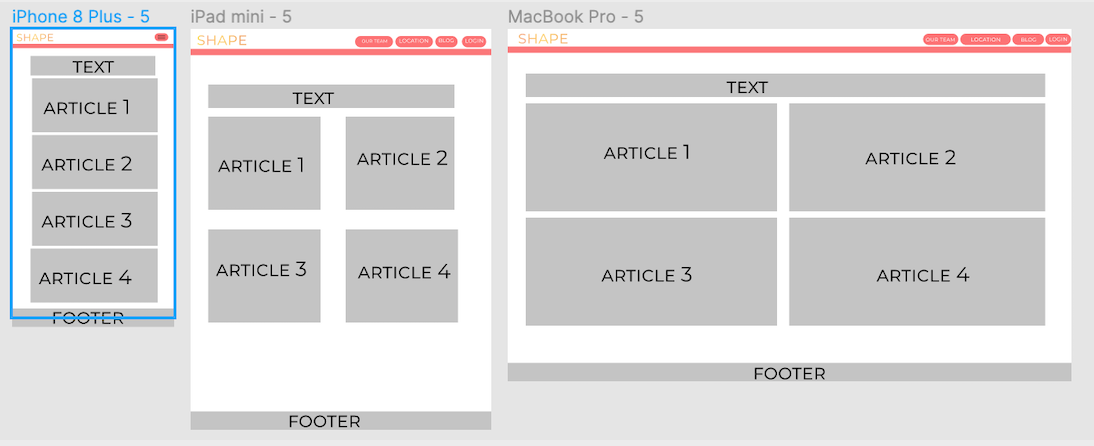 iPhone 8 Plus - 5
SHAPE
TEXT
ARTICLE 1
ARTICLE 2
ARTICLE 3
ARTICLE 4
FOOTER
iPad mini - 5
SHAPE
OUR TEAM
LOCATION
BLOG
LOGIN
TEXT
ARTICLE 1
ARTICLE 2
ARTICLE 3
ARTICLE 4
FOOTER
MacBook Pro - 5
SHAPE
OUR TEAM
LOCATION
BLOG
LOGIN
TEXT
ARTICLE 1
ARTICLE 2
ARTICLE 3
ARTICLE 4
FOOTER